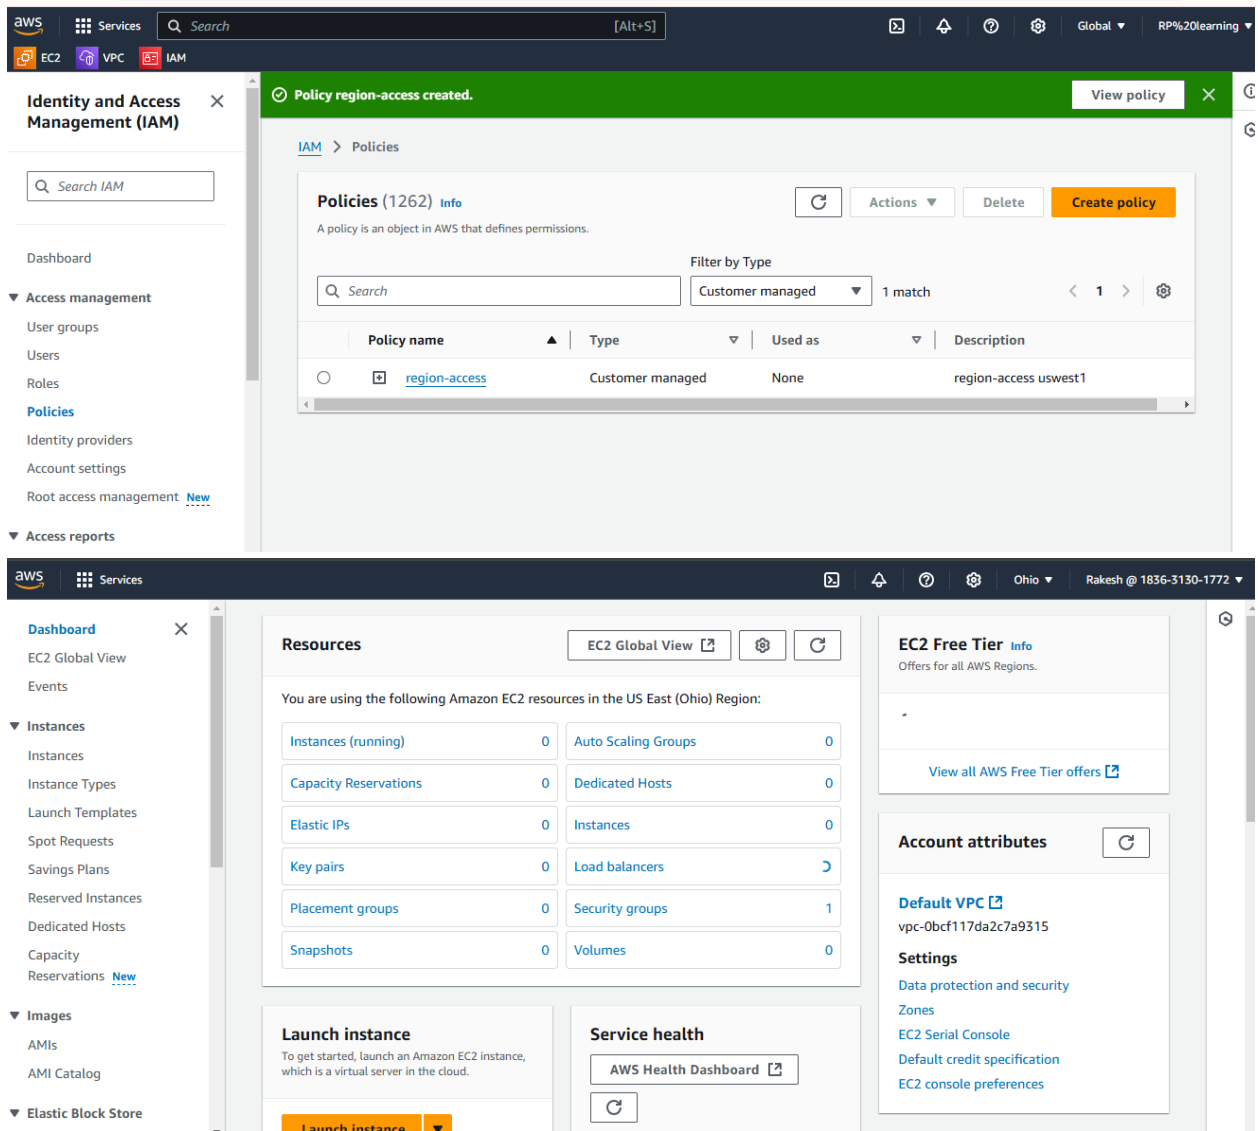 aws
Services
Search
[Alt+S]
Global
RP%20learning
EC2
VPC
IAM
Identity and Access
Management (IAM)
Search IAM
Dashboard
Access management
User groups
Users
Roles
Policies
Identity providers
Account settings
Root access management New
Access reports
Policy region-access created.
View policy
IAM > Policies
Policies (1262) Info
A policy is an object in AWS that defines permissions.
Actions
Delete
Create policy
Filter by Type
Search
Customer managed
1 match
1
Policy name
Type
Used as
Description
region-access
Customer managed
None
region-access uswest1
aws
Services
Ohio
Rakesh @ 1836-3130-1772
Dashboard
EC2 Global View
Events
Instances
Instances
Instance Types
Launch Templates
Spot Requests
Savings Plans
Reserved Instances
Dedicated Hosts
Capacity
Reservations New
Images
AMIs
AMI Catalog
Elastic Block Store
Resources
EC2 Global View
You are using the following Amazon EC2 resources in the US East (Ohio) Region:
Instances (running) 0
Auto Scaling Groups 0
Capacity Reservations 0
Dedicated Hosts 0
Elastic IPs 0
Instances 0
Key pairs 0
Load balancers
Placement groups 0
Security groups 1
Snapshots 0
Volumes 0
Launch instance
To get started, launch an Amazon EC2 instance,
which is a virtual server in the cloud.
Launch instance
Service health
AWS Health Dashboard
EC2 Free Tier Info
Offers for all AWS Regions.
-
View all AWS Free Tier offers
Account attributes
Default VPC
vpc-0bcf117da2c7a9315
Settings
Data protection and security
Zones
EC2 Serial Console
Default credit specification
EC2 console preferences